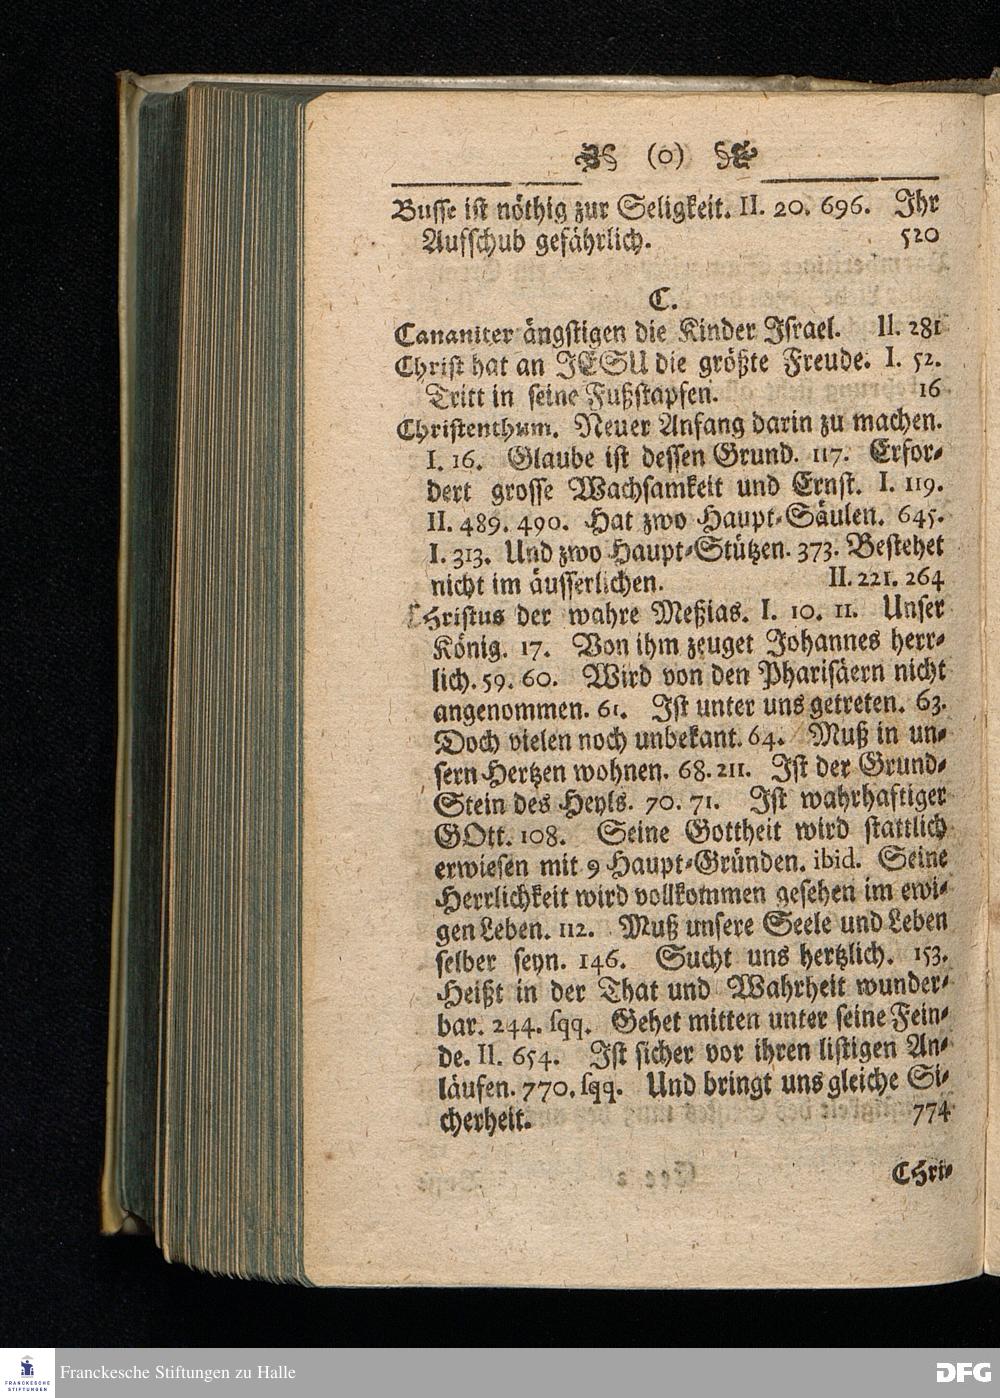 (0)
Busse ist nöthig zur Seligkeit. II. 20. 696. Ihr
Aufschub gefährlich. 520
C.
Cananiter ängstigen die Kinder Israel. II. 281
Christ hat an JESU die größte Freude. I. 52.
Tritt in seine Fußstapfen. 16
Christenthum. Neuer Anfang darin zu machen.
I. 16. Glaube ist dessen Grund. 117. Erfor-
dert grosse Wachsamkeit und Ernst. I. 119.
II. 489. 490. Hat zwo Haupt-Säulen. 645.
I. 313. Und zwo Haupt-Stützen. 373. Bestehet
nicht im äusserlichen. II. 221. 264
CHristus der wahre Meßias. I. 10. 11. Unser
König. 17. Von ihm zeuget Johannes herr-
lich. 59. 60. Wird von den Pharisäern nicht
angenommen. 61. Ist unter uns getreten. 63.
Doch vielen noch unbekant. 64. Muß in un-
sern Hertzen wohnen. 68. 211. Ist der Grund-
Stein des Heyls. 70. 71. Ist wahrhaftiger
GOtt. 108. Seine Gottheit wird stattlich
erwiesen mit 9 Haupt-Gründen. ibid. Seine
Herrlichkeit wird vollkommen gesehen im ewi-
gen Leben. 112. Muß unsere Seele und Leben
selber seyn. 146. Sucht uns hertzlich. 153.
Heißt in der That und Wahrheit wunder-
bar. 244. sqq. Gehet mitten unter seine Fein-
de. II. 654. Ist sicher vor ihren listigen An-
läufen. 770. sqq. Und bringt uns gleiche Si-
cherheit. 774
CHri-
FRANCKESCHE
STIFTUNGEN
Franckesche Stiftungen zu Halle
DFG